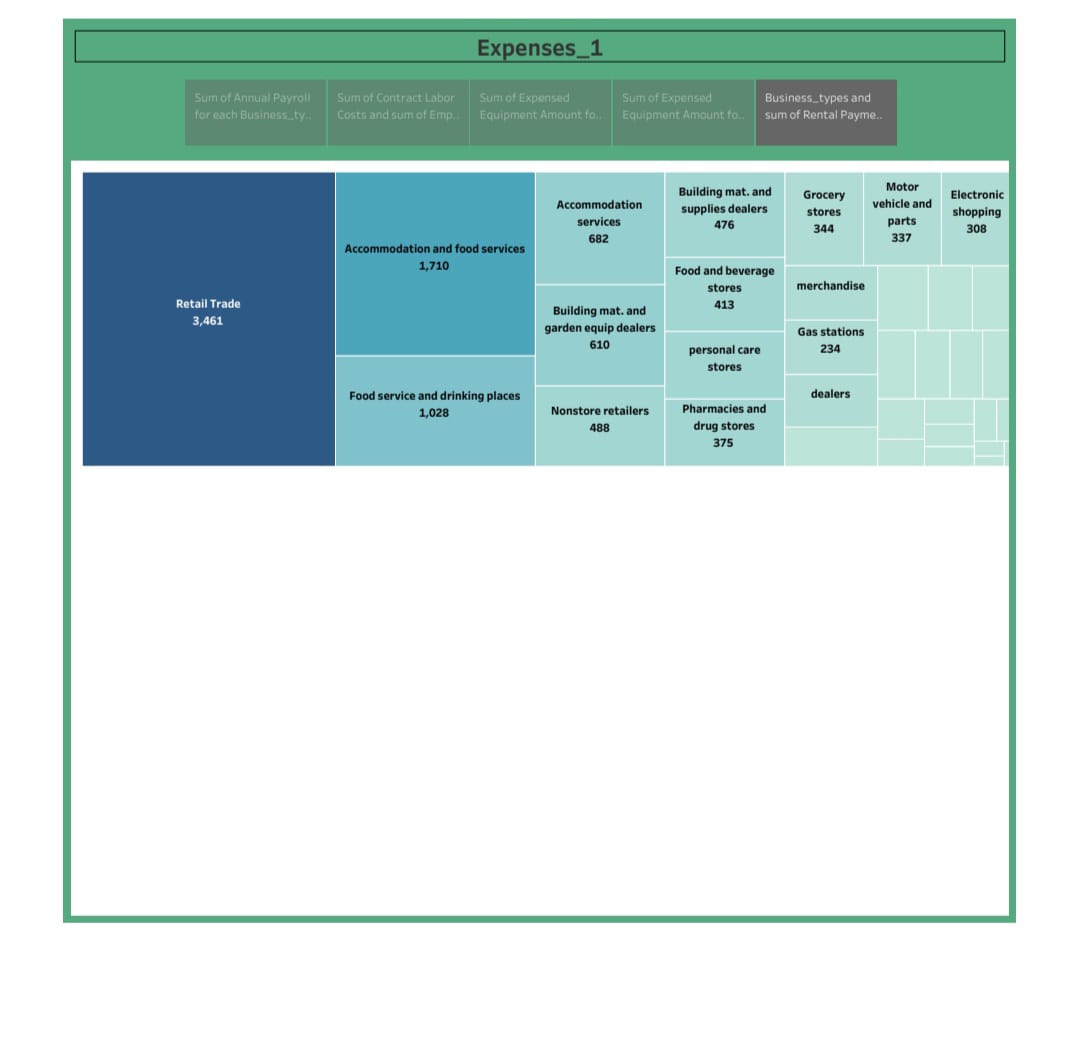 Expenses_1
Sum of Annual Payroll
for each Business_ty..
Sum of Contract Labor
Costs and sum of Emp..
Sum of Expensed
Equipment Amount fo..
Sum of Expensed
Equipment Amount fo..
Business_types and
sum of Rental Payme..
Retail Trade
3,461
Accommodation and food services
1,710
Food service and drinking places
1,028
Accommodation
services
682
Building mat. and
garden equip dealers
610
Nonstore retailers
488
Building mat. and
supplies dealers
476
Food and beverage
stores
413
personal care
stores
Pharmacies and
drug stores
375
Grocery
stores
344
merchandise
Gas stations
234
dealers
Motor
vehicle and
parts
337
Electronic
shopping
308